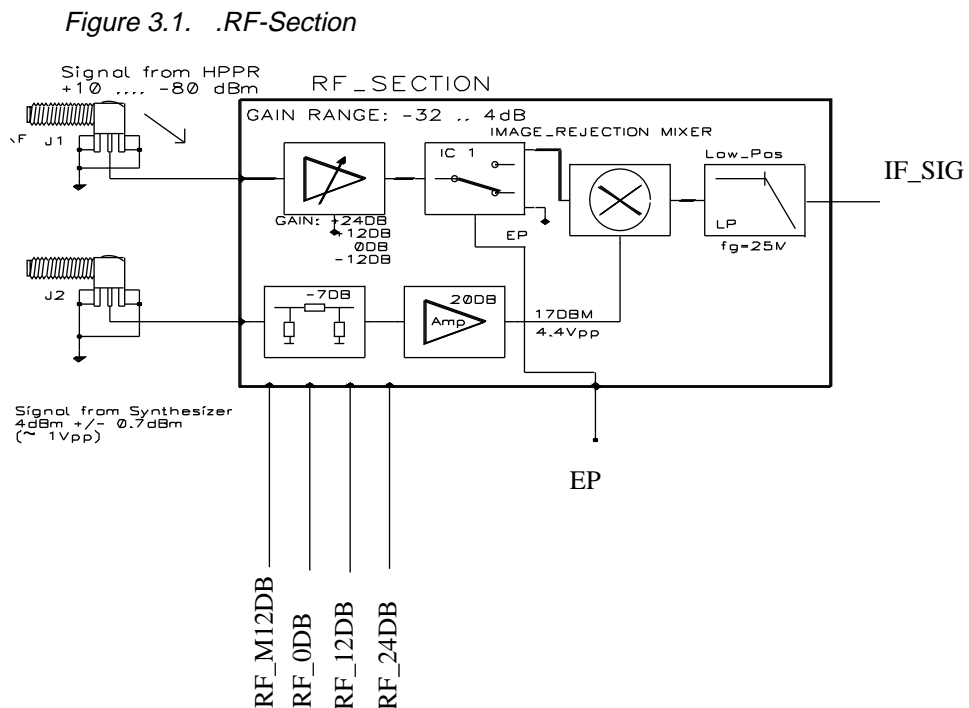 Figure 3.1. .RF-Section
Signal from HPPR
+10 .... -80 dBm
RF_SECTION
GAIN RANGE: -32 .. 4dB
IMAGE_REJECTION MIXER
J1
IC 1
Low_Pas
IF_SIG
GAIN: +24DB
+12DB
0DB
-12DB
EP
LP
fg=25M
J2
-7DB
20DB
Amp
17DBM
4.4Vpp
Signal from Synthesizer
4dBm +/- 0.7dBm
(~ 1Vpp)
EP
RF_M12DB
RF_0DB
RF_12DB
RF_24DB